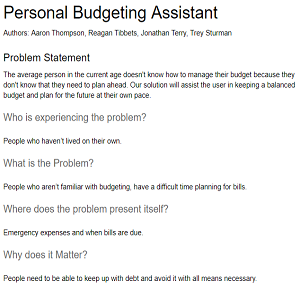 Personal Budgeting Assistant
Authors: Aaron Thompson, Reagan Tibbets, Jonathan Terry, Trey Sturman
Problem Statement
The average person in the current age doesn't know how to manage their budget because they
don't know that they need to plan ahead. Our solution will assist the user in keeping a balanced
budget and plan for the future at their own pace.
Who is experiencing the problem?
People who haven't lived on their own.
What is the Problem?
People who aren't familiar with budgeting, have a difficult time planning for bills.
Where does the problem present itself?
Emergency expenses and when bills are due.
Why does it Matter?
People need to be able to keep up with debt and avoid it with all means necessary.